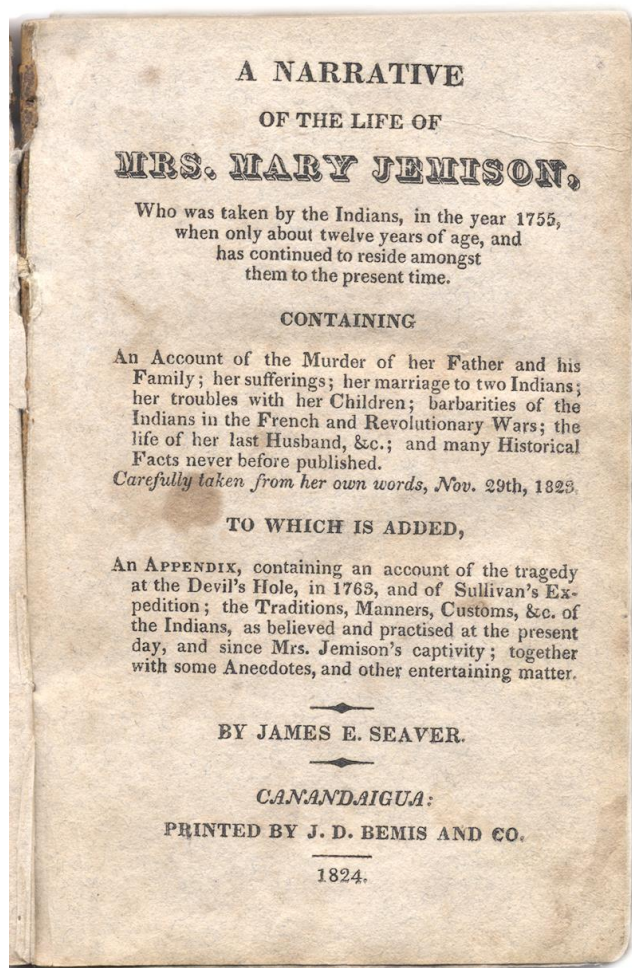 A NARRATIVE
OF THE LIFE OF
MRS. MARY JEMISON,
Who was taken by the Indians, in the year 1755,
when only about twelve years of age, and
has continued to reside amongst
them to the present time.
CONTAINING
An Account of the Murder of her Father and his
Family; her sufferings; her marriage to two Indians;
her troubles with her Children; barbarities of the
Indians in the French and Revolutionary Wars; the
life of her last Husband, &c.; and many Historical
Facts never before published.
Carefully taken from her own words, Nov. 29th, 1823.
TO WHICH IS ADDED,
An APPENDIX, containing an account of the tragedy
at the Devil's Hole, in 1763, and of Sullivan's Ex-
pedition; the Traditions, Manners, Customs, &c. of
the Indians, as believed and practised at the present
day, and since Mrs. Jemison's captivity; together
with some Anecdotes, and other entertaining matter.
BY JAMES E. SEAVER.
CANANDAIGUA:
PRINTED BY J. D. BEMIS AND CO.
1824.